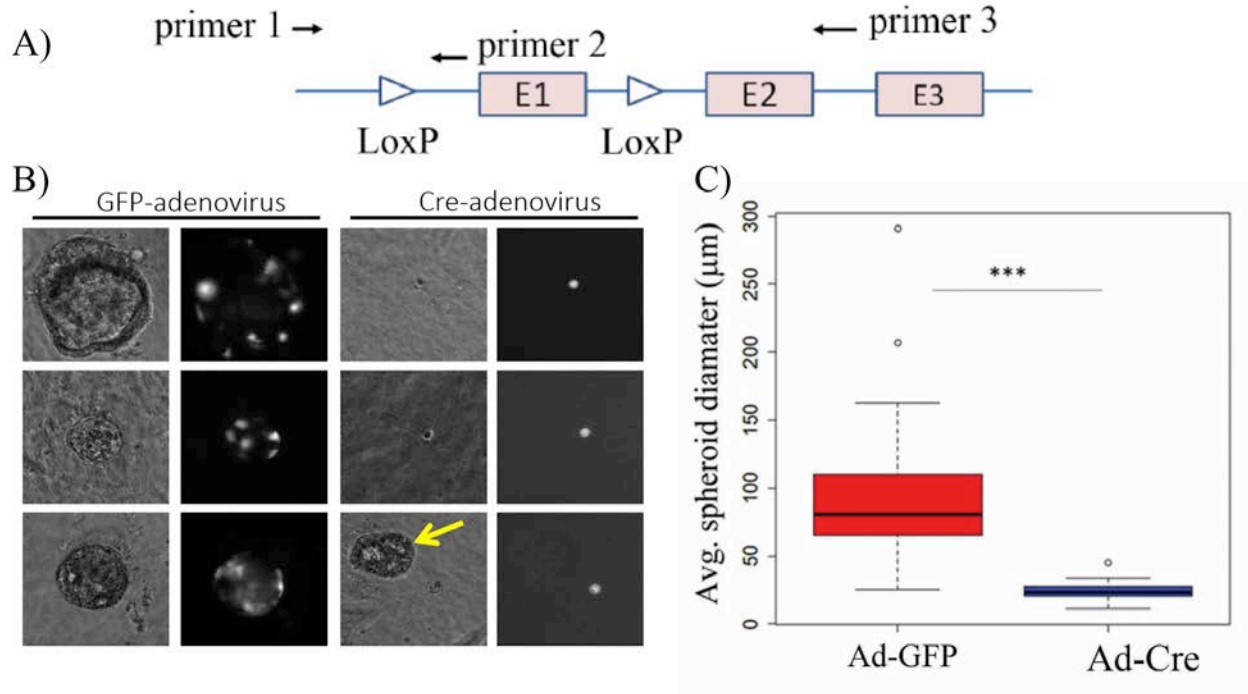 A)
primer 1
primer 2
primer 3
E1
E2
E3
LoxP
LoxP
B)
GFP-adenovirus
Cre-adenovirus
C)
Avg. spheroid diamater (μm)
300
250
200
150
100
50
0
***
Ad-GFP
Ad-Cre